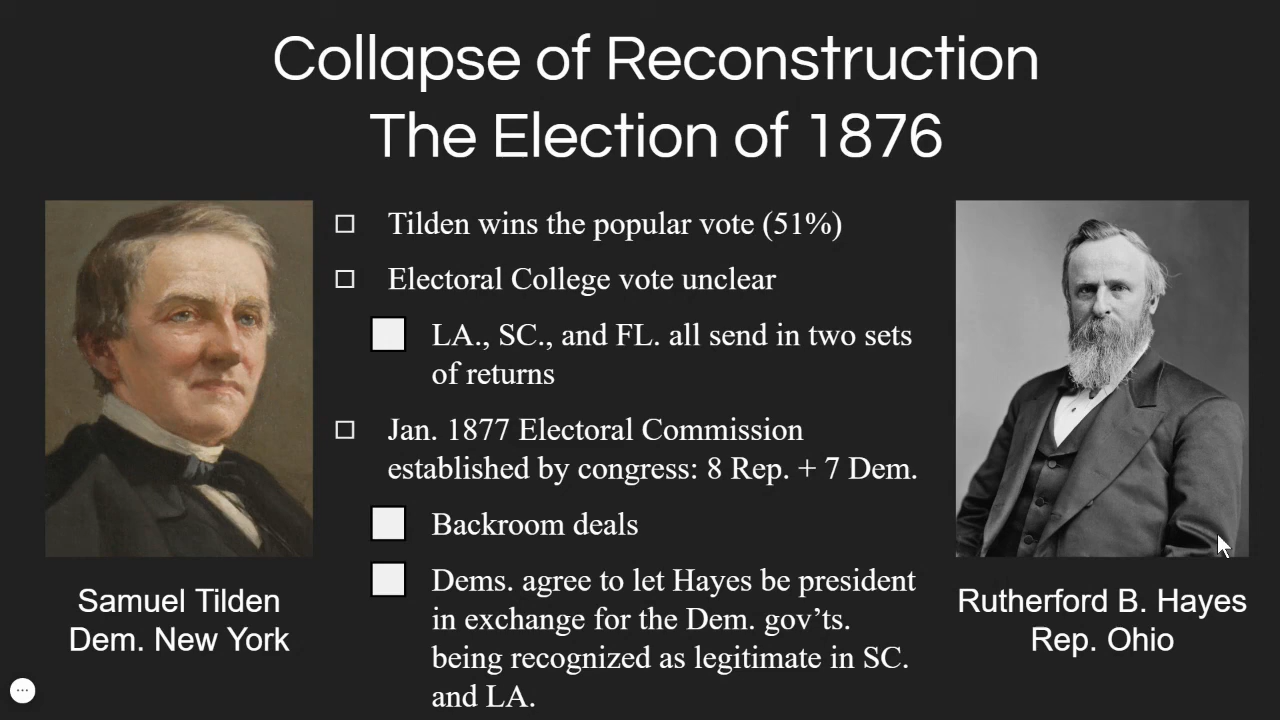 Collapse of Reconstruction
The Election of 1876
Tilden wins the popular vote (51%)
Electoral College vote unclear
LA., SC., and FL. all send in two sets
of returns
Jan. 1877 Electoral Commission
established by congress: 8 Rep. + 7 Dem.
Backroom deals
Dems. agree to let Hayes be president
in exchange for the Dem. gov’ts.
being recognized as legitimate in SC.
and LA.
Samuel Tilden
Dem. New York
Rutherford B. Hayes
Rep. Ohio